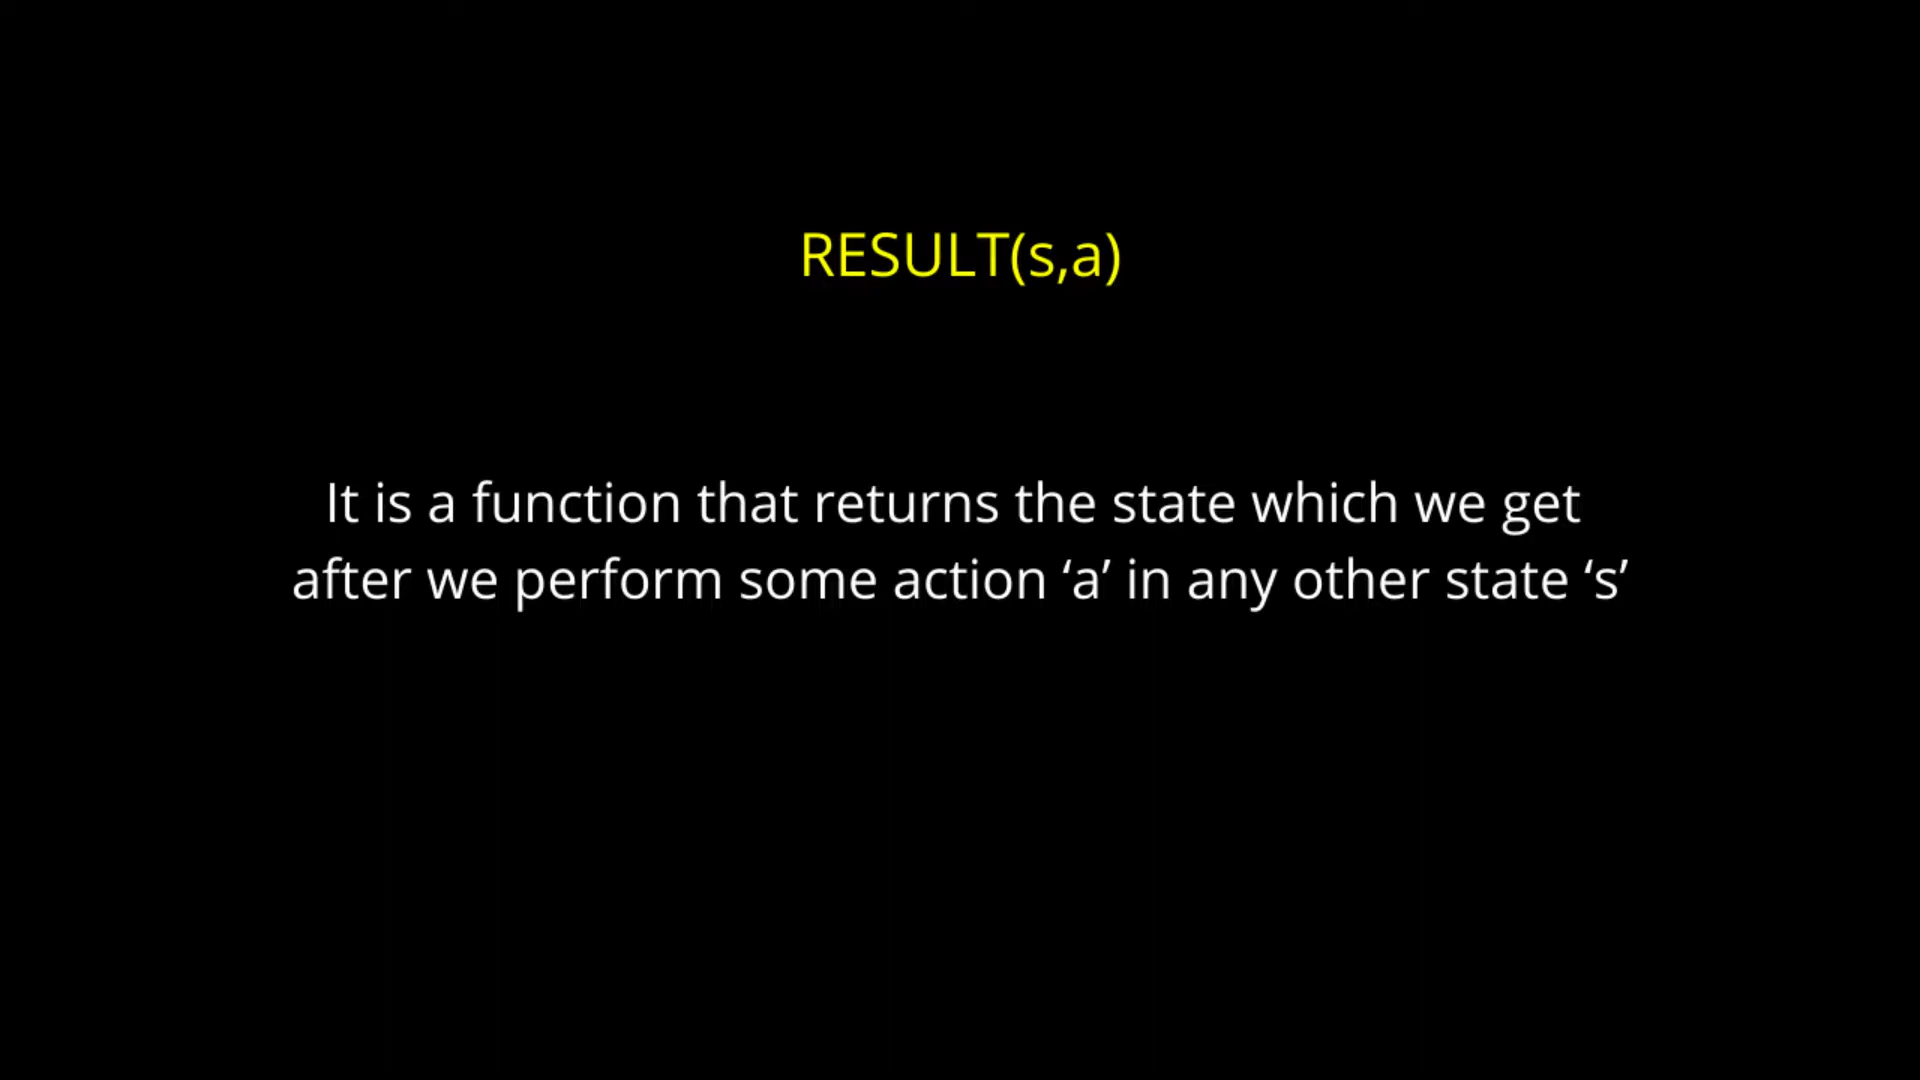 RESULT(s,a)
It is a function that returns the state which we get
after we perform some action ‘a’ in any other state ‘s’